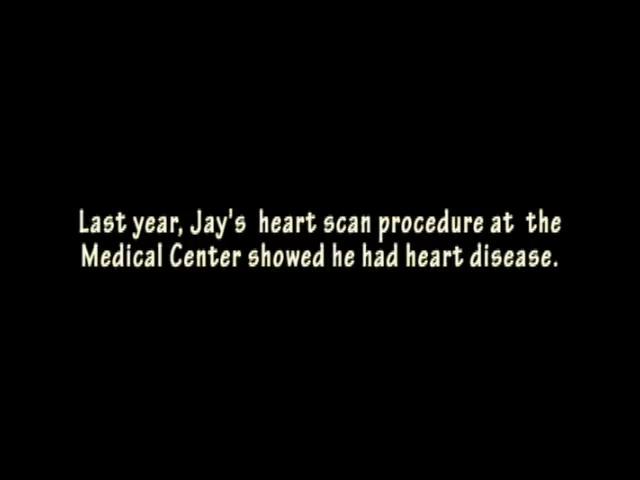 Last year, Jay's heart scan procedure at the
Medical Center showed he had heart disease.